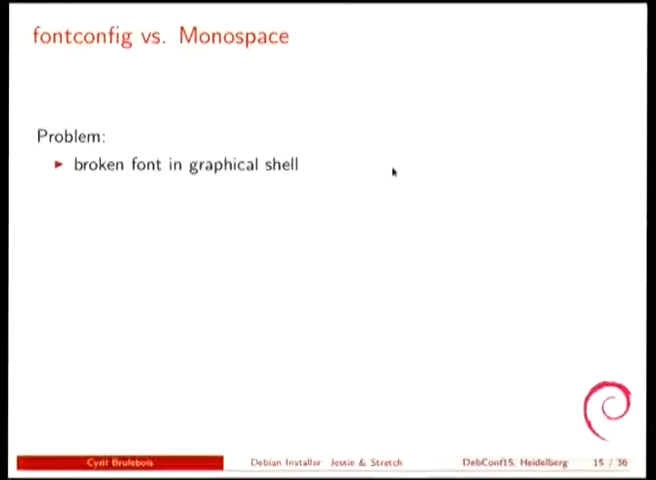 fontconfig vs. Monospace
Problem:
broken font in graphical shell
Cyril Brulebois Debian Installer Jessie & Stretch DebConf15, Heidelberg 15 / 36